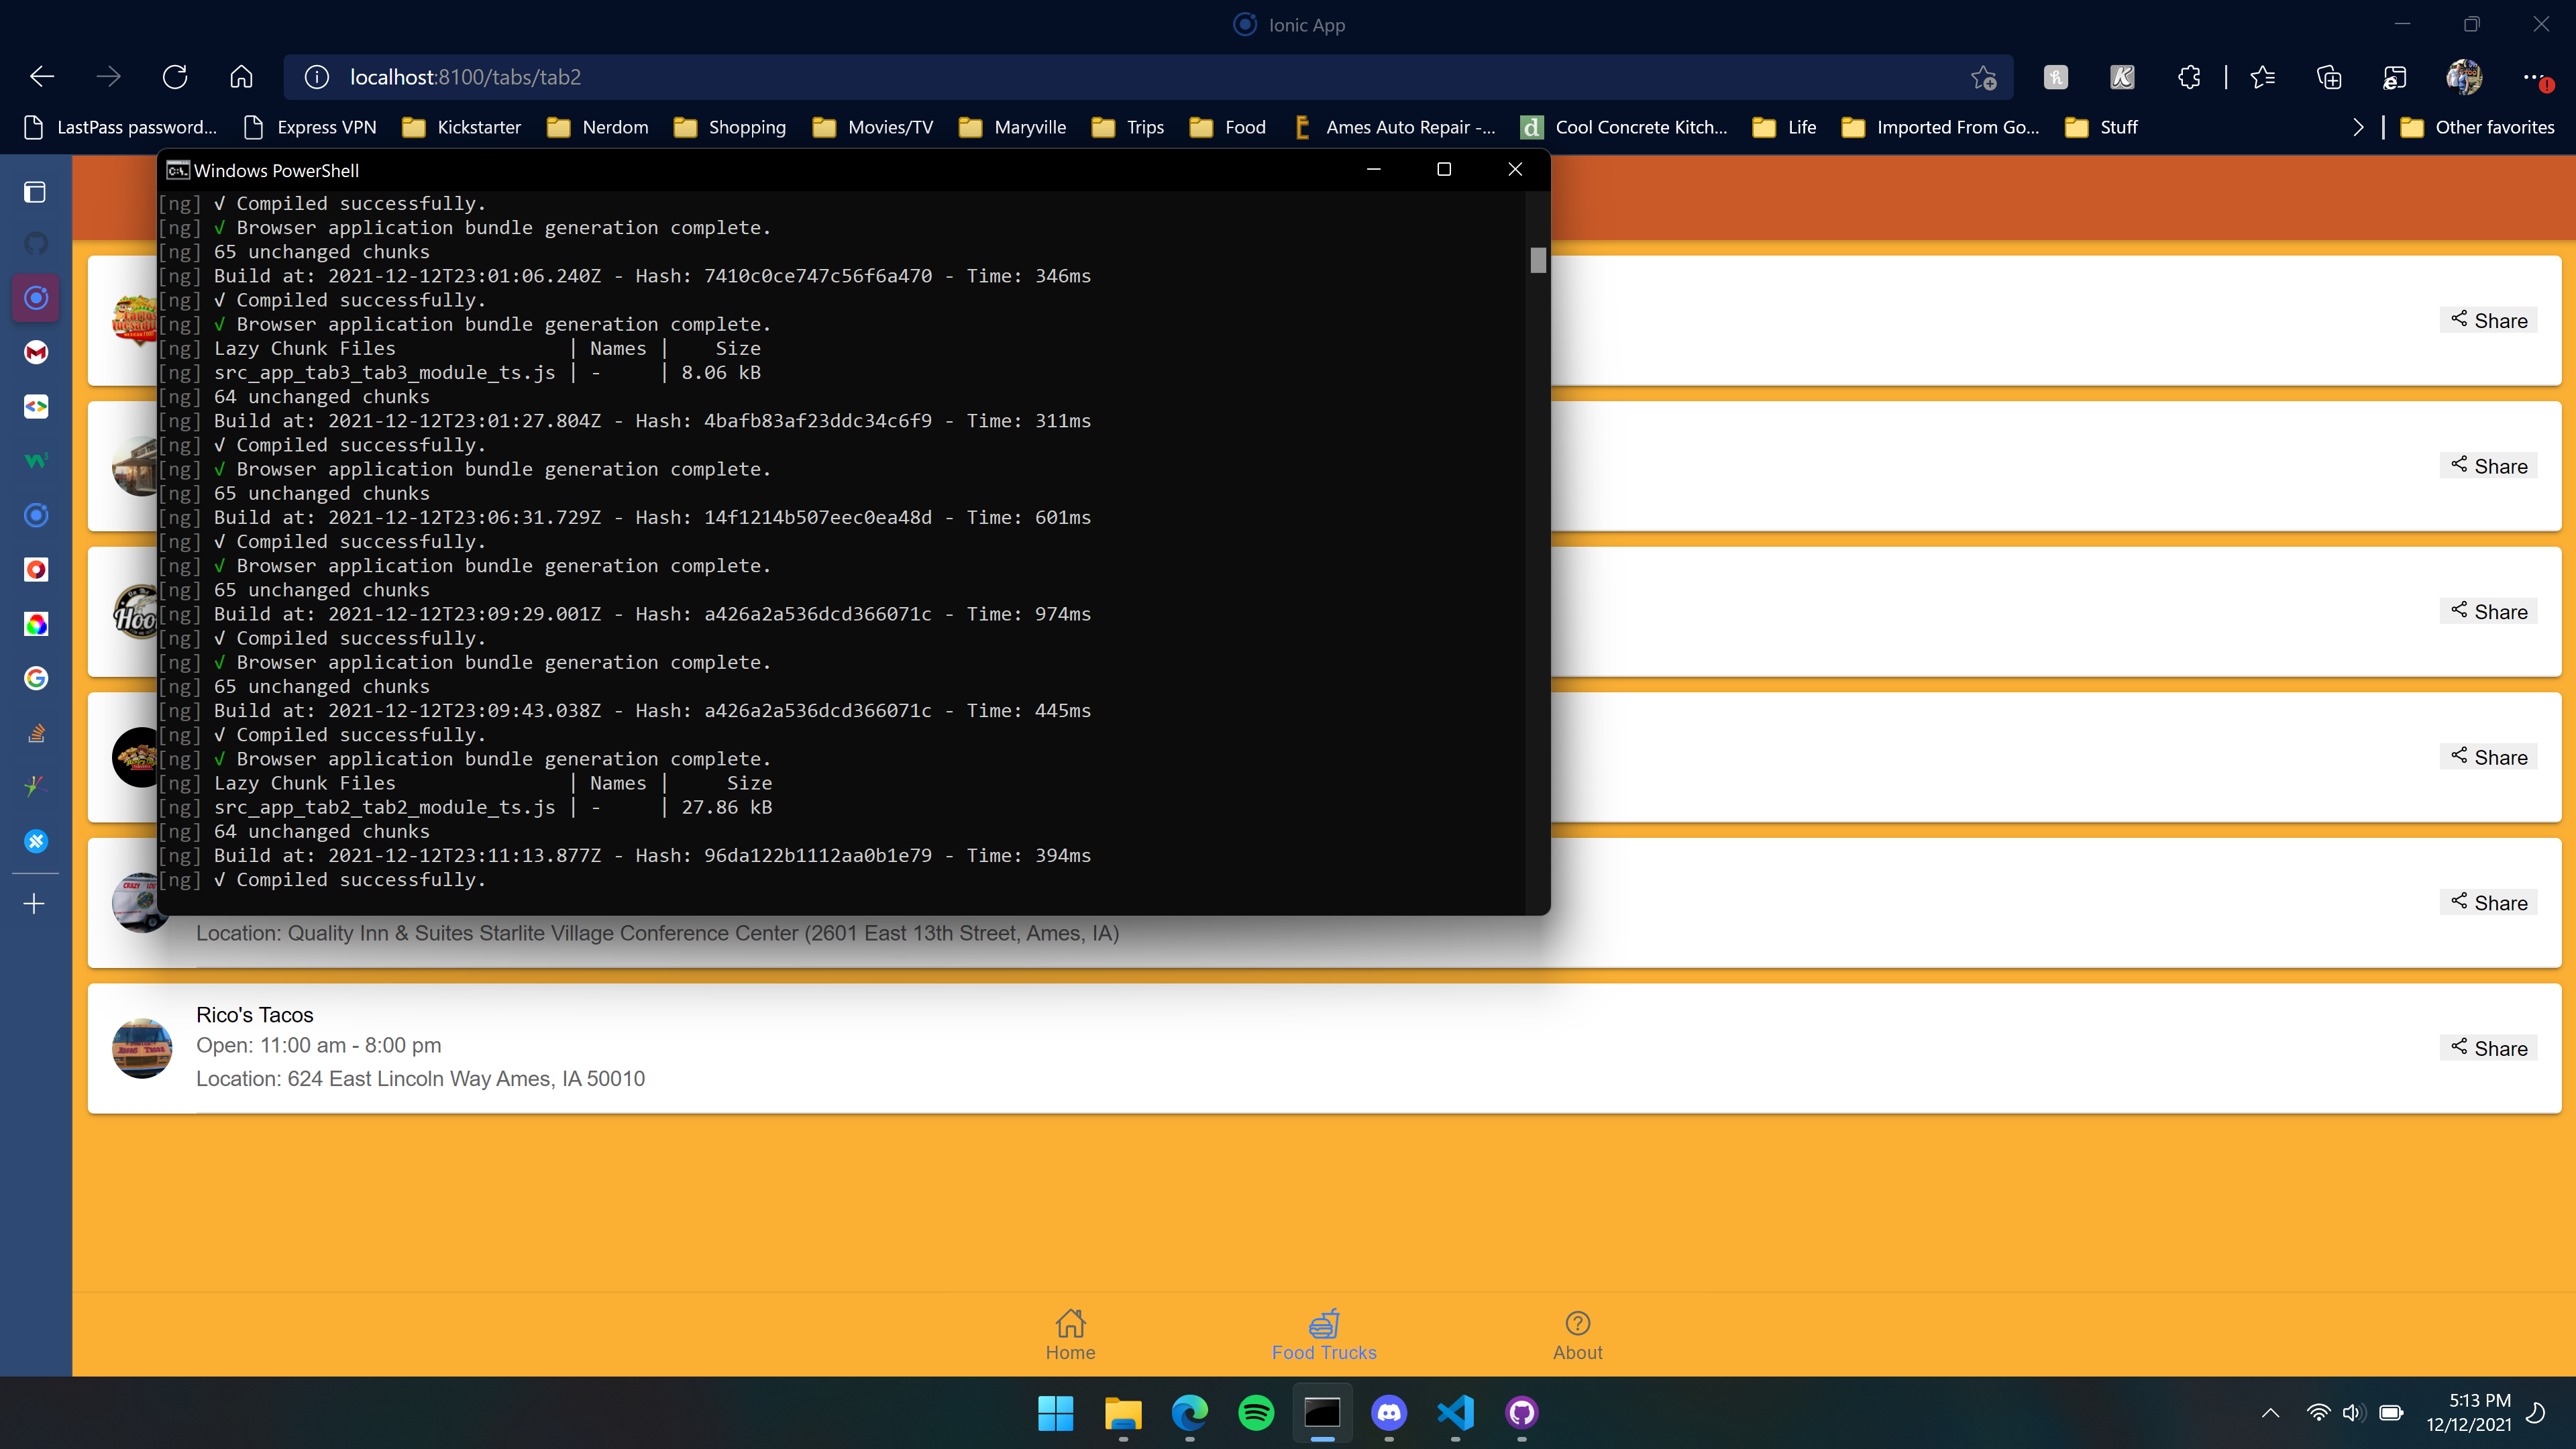 Ionic App
localhost:8100/tabs/tab2
LastPass password... Express VPN Kickstarter Nerdom Shopping Movies/TV Maryville Trips Food Ames Auto Repair -... Cool Concrete Kitch... Life Imported From Go... Stuff Other favorites
Windows PowerShell
[ng] √ Compiled successfully.
[ng] √ Browser application bundle generation complete.
[ng] 65 unchanged chunks
[ng] Build at: 2021-12-12T23:01:06.240Z - Hash: 7410c0ce747c56f6a470 - Time: 346ms
[ng] √ Compiled successfully.
[ng] √ Browser application bundle generation complete.
[ng] Lazy Chunk Files | Names | Size
[ng] src_app_tab3_tab3_module_ts.js | - | 8.06 kB
[ng] 64 unchanged chunks
[ng] Build at: 2021-12-12T23:01:27.804Z - Hash: 4bafb83af23ddc34c6f9 - Time: 311ms
[ng] √ Compiled successfully.
[ng] √ Browser application bundle generation complete.
[ng] 65 unchanged chunks
[ng] Build at: 2021-12-12T23:06:31.729Z - Hash: 14f1214b507eec0ea48d - Time: 601ms
[ng] √ Compiled successfully.
[ng] √ Browser application bundle generation complete.
[ng] 65 unchanged chunks
[ng] Build at: 2021-12-12T23:09:29.001Z - Hash: a426a2a536dcd366071c - Time: 974ms
[ng] √ Compiled successfully.
[ng] √ Browser application bundle generation complete.
[ng] 65 unchanged chunks
[ng] Build at: 2021-12-12T23:09:43.038Z - Hash: a426a2a536dcd366071c - Time: 445ms
[ng] √ Compiled successfully.
[ng] √ Browser application bundle generation complete.
[ng] Lazy Chunk Files | Names | Size
[ng] src_app_tab2_tab2_module_ts.js | - | 27.86 kB
[ng] 64 unchanged chunks
[ng] Build at: 2021-12-12T23:11:13.877Z - Hash: 96da122b1112aa0b1e79 - Time: 394ms
[ng] √ Compiled successfully.
Share
Share
Share
Share
Share
Location: Quality Inn & Suites Starlite Village Conference Center (2601 East 13th Street, Ames, IA)
Rico's Tacos
Open: 11:00 am - 8:00 pm
Location: 624 East Lincoln Way Ames, IA 50010
Share
Home
Food Trucks
About
5:13 PM
12/12/2021